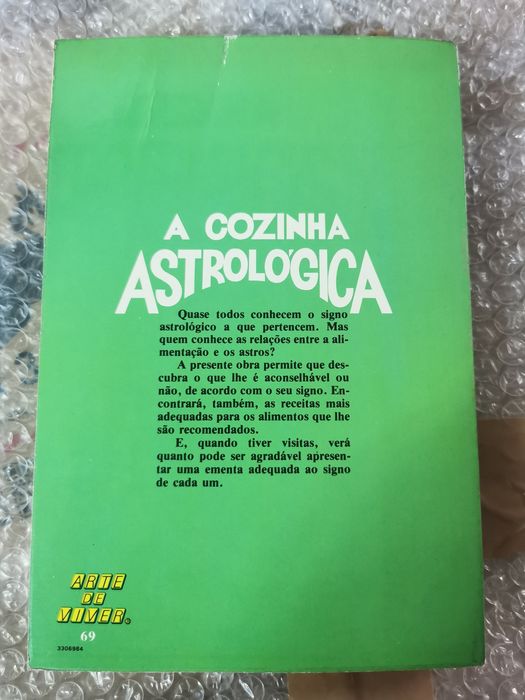 A COZINHA
ASTROLÓGICA
Quase todos conhecem o signo
astrológico a que pertencem. Mas
quem conhece as relações entre a ali-
mentação e os astros?
A presente obra permite que des-
cubra o que lhe é aconselhável ou
não, de acordo com o seu signo. En-
contrará, também, as receitas mais
adequadas para os alimentos que lhe
são recomendados.
E, quando tiver visitas, verá
quanto pode ser agradável apresen-
tar uma ementa adequada ao signo
de cada um.
ARTE
DE
VIVER
69
3306984